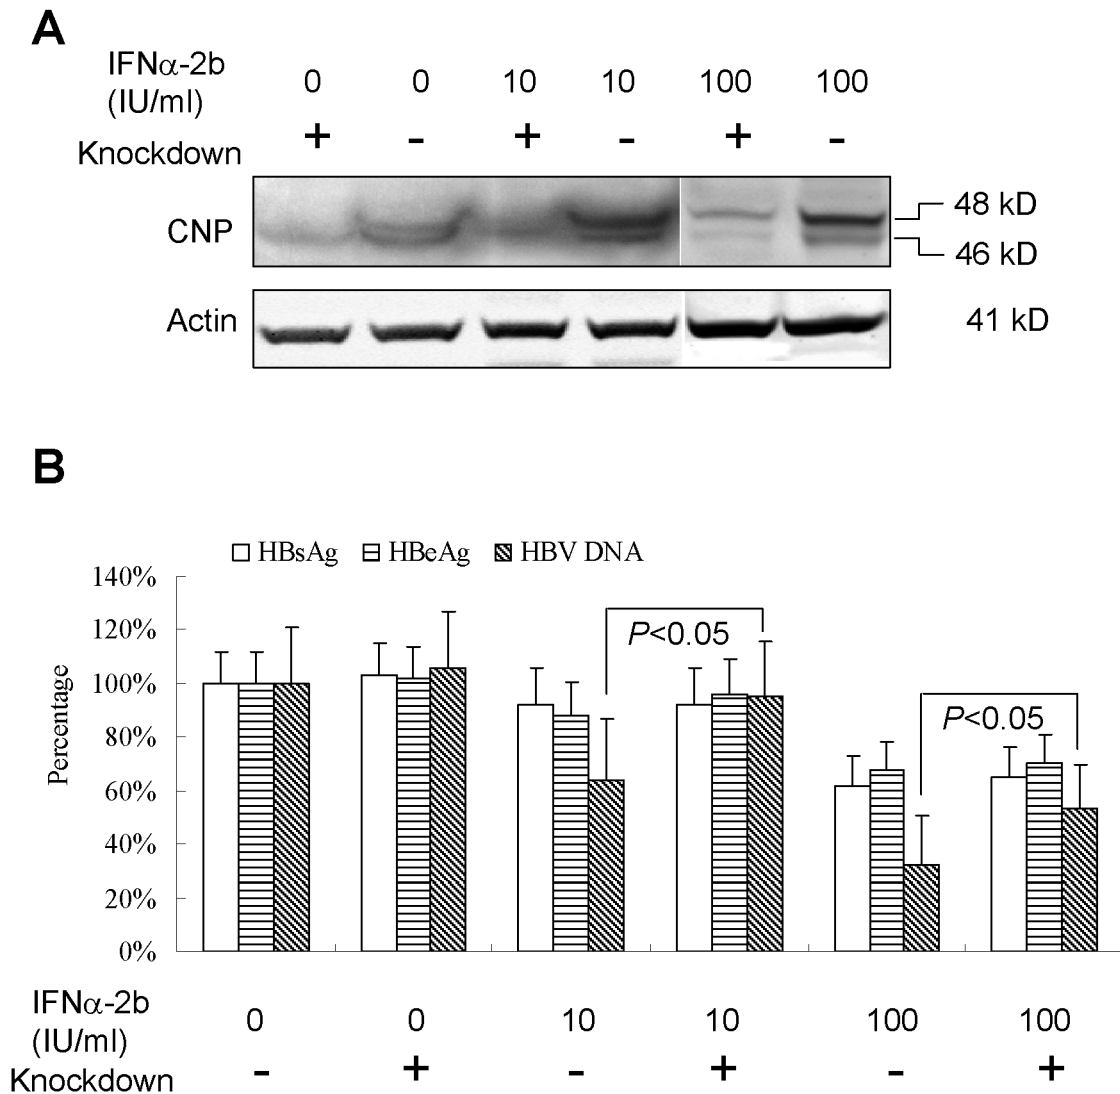 A
IFNα-2b
(IU/ml)
0 0 10 10 100 100
Knockdown + - + - + -
CNP
48 kD
46 kD
Actin
41 kD
B
HBsAg HBeAg HBV DNA
140%
120%
100%
80%
60%
40%
20%
0%
Percentage
P<0.05
P<0.05
IFNα-2b
(IU/ml)
0 0 10 10 100 100
Knockdown - + - + - +